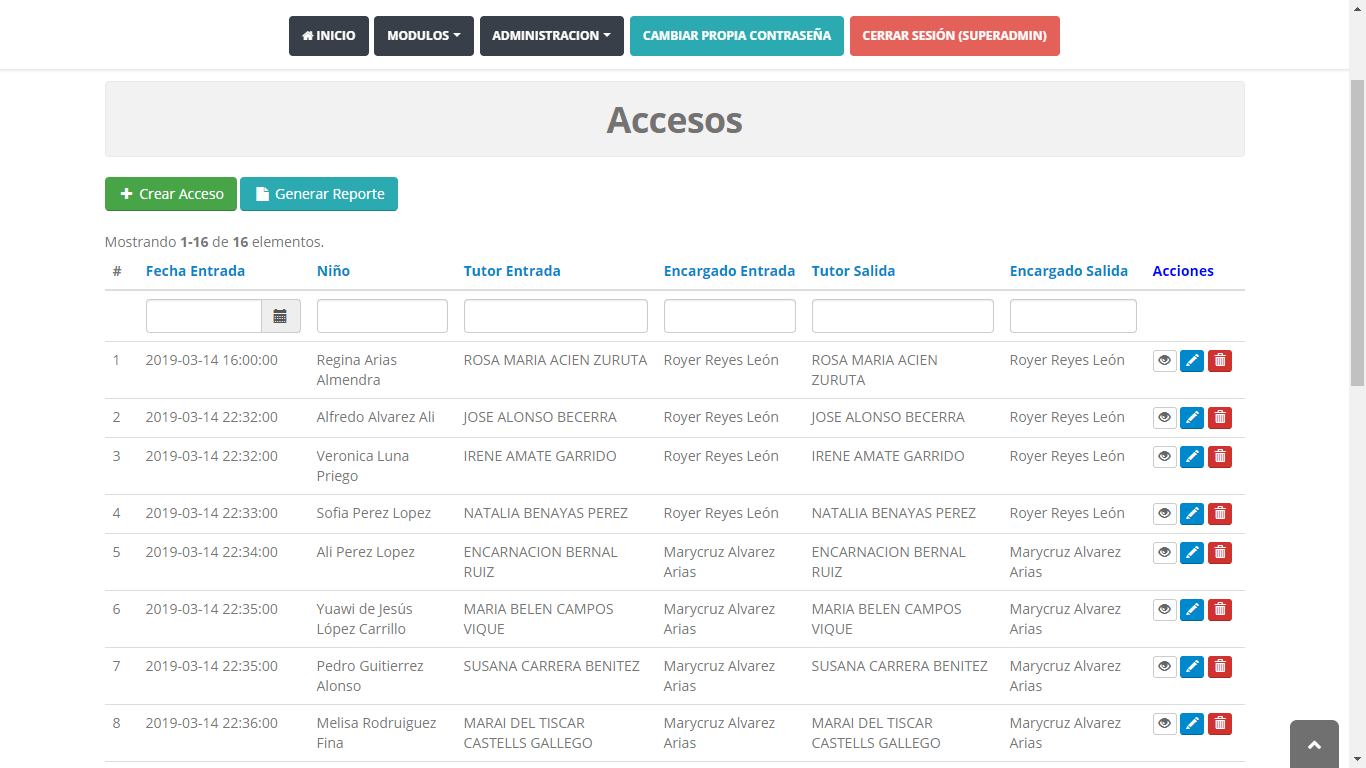 INICIO MODULOS ADMINISTRACION CAMBIAR PROPIA CONTRASEÑA CERRAR SESIÓN (SUPERADMIN)
Accesos
Crear Acceso Generar Reporte
Mostrando 1-16 de 16 elementos.
# Fecha Entrada Niño Tutor Entrada Encargado Entrada Tutor Salida Encargado Salida Acciones
1 2019-03-14 16:00:00 Regina Arias ROSA MARIA ACIEN ZURUTA Royer Reyes León ROSA MARIA ACIEN Royer Reyes León
Almendra ZURUTA
2 2019-03-14 22:32:00 Alfredo Alvarez Ali JOSE ALONSO BECERRA Royer Reyes León JOSE ALONSO BECERRA Royer Reyes León
3 2019-03-14 22:32:00 Veronica Luna IRENE AMATE GARRIDO Royer Reyes León IRENE AMATE GARRIDO Royer Reyes León
Priego
4 2019-03-14 22:33:00 Sofia Perez Lopez NATALIA BENAYAS PEREZ Royer Reyes León NATALIA BENAYAS PEREZ Royer Reyes León
5 2019-03-14 22:34:00 Ali Perez Lopez ENCARNACION BERNAL Marycruz Alvarez ENCARNACION BERNAL Marycruz Alvarez
RUIZ Arias RUIZ Arias
6 2019-03-14 22:35:00 Yuawi de Jesús MARIA BELEN CAMPOS Marycruz Alvarez MARIA BELEN CAMPOS Marycruz Alvarez
López Carrillo VIQUE Arias VIQUE Arias
7 2019-03-14 22:35:00 Pedro Guitierrez SUSANA CARRERA BENITEZ Marycruz Alvarez SUSANA CARRERA BENITEZ Marycruz Alvarez
Alonso Arias Arias
8 2019-03-14 22:36:00 Melisa Rodruiguez MARAI DEL TISCAR Marycruz Alvarez MARAI DEL TISCAR Marycruz Alvarez
Fina CASTELLS GALLEGO Arias CASTELLS GALLEGO Arias